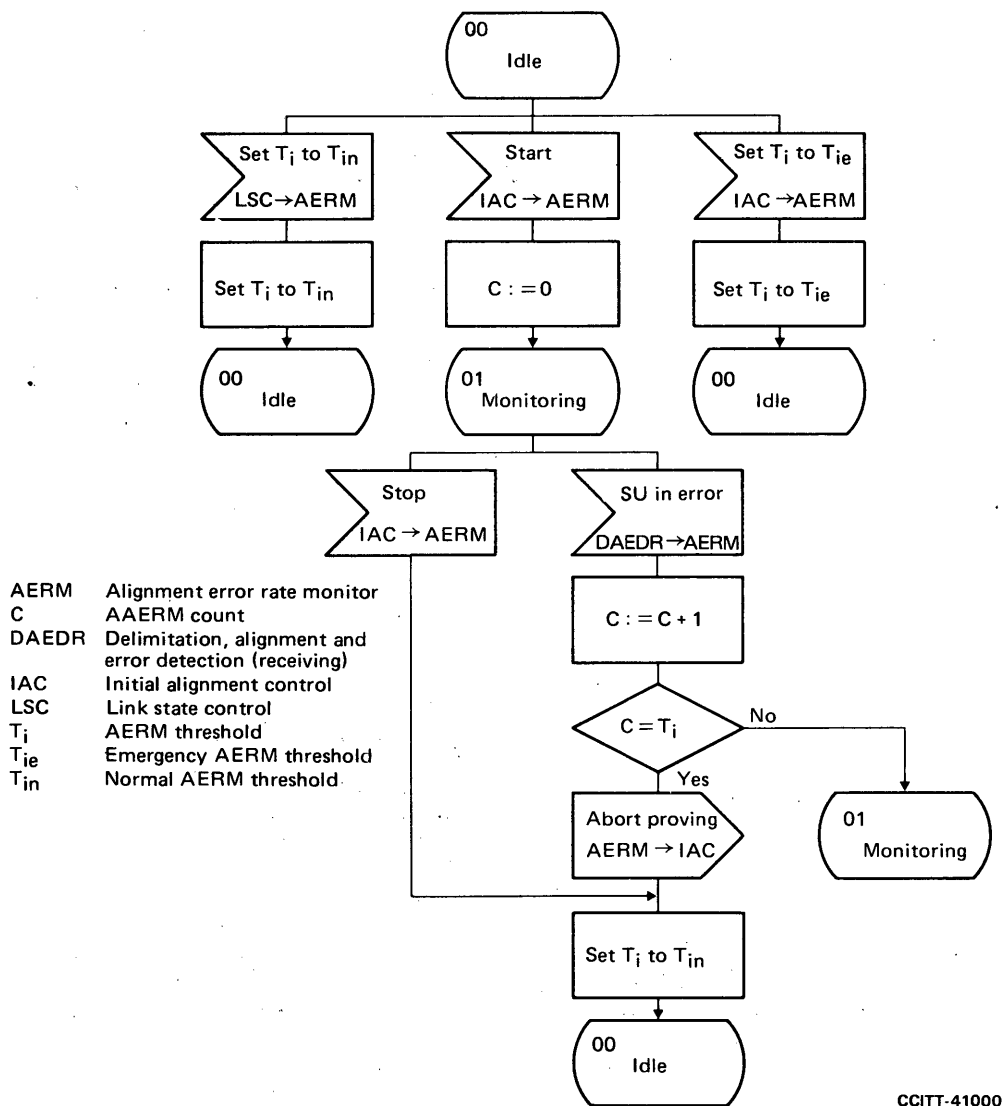 00
Idle
Set Ti to Tin
LSC→AERM
Start
IAC→AERM
Set Ti to Tie
IAC→AERM
Set Ti to Tin
C : = 0
Set Ti to Tie
00
Idle
01
Monitoring
00
Idle
Stop
IAC → AERM
SU in error
DAEDR→AERM
AERM Alignment error rate monitor
C AAERM count
DAEDR Delimitation, alignment and
error detection (receiving)
IAC Initial alignment control
LSC Link state control
Ti AERM threshold
Tie Emergency AERM threshold
Tin Normal AERM threshold
C : = C + 1
C = Ti
No
Yes
Abort proving
AERM → IAC
01
Monitoring
Set Ti to Tin
00
Idle
CCITT-41000